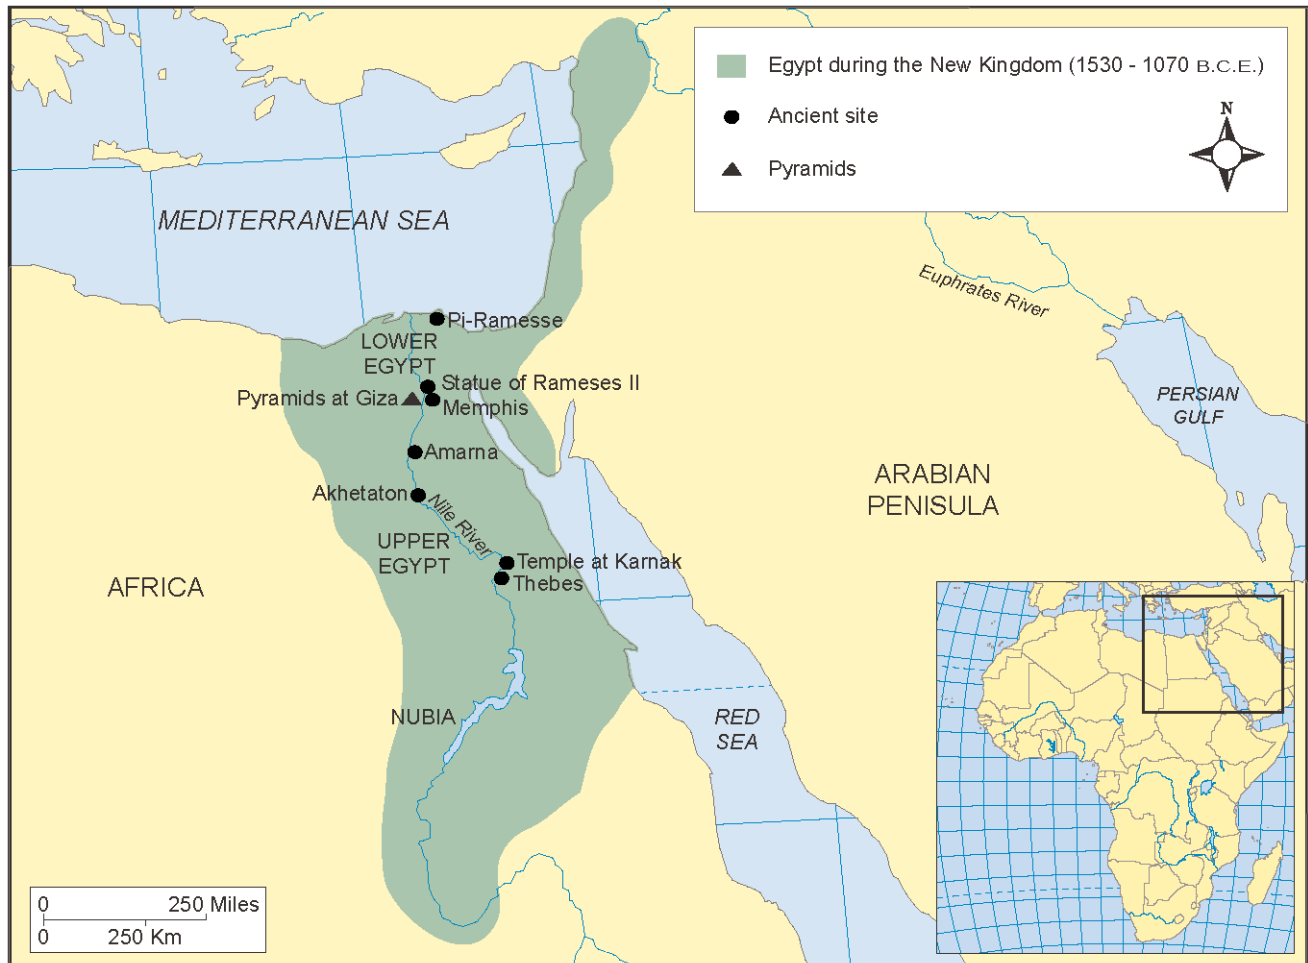 Egypt during the New Kingdom (1530 - 1070 B.C.E.)
Ancient site
Pyramids
N
MEDITERRANEAN SEA
Euphrates River
Pi-Ramesse
LOWER
EGYPT
Statue of Rameses II
Pyramids at Giza
Memphis
PERSIAN
GULF
Amarna
ARABIAN
PENISULA
Akhetaton
Nile River
UPPER
EGYPT
Temple at Karnak
Thebes
AFRICA
NUBIA
RED
SEA
0 250 Miles
0 250 Km